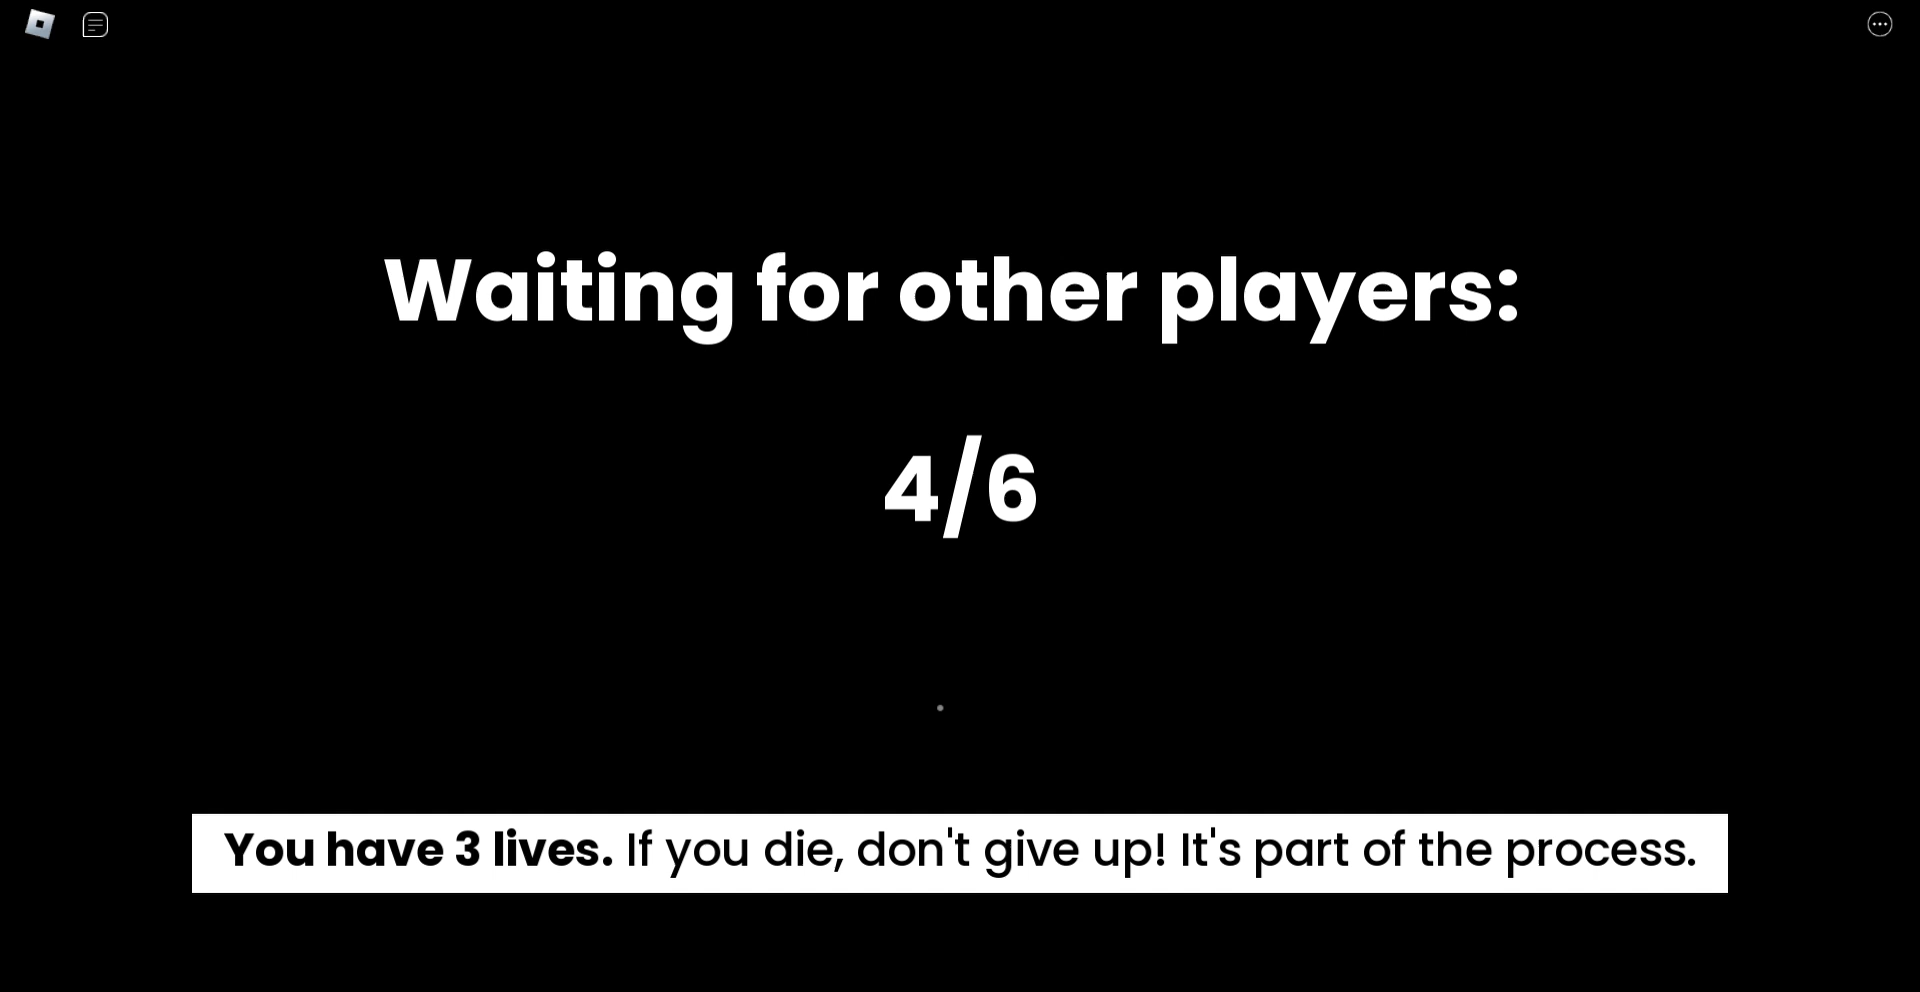 Waiting for other players:
4/6
You have 3 lives. If you die, don't give up! It's part of the process.